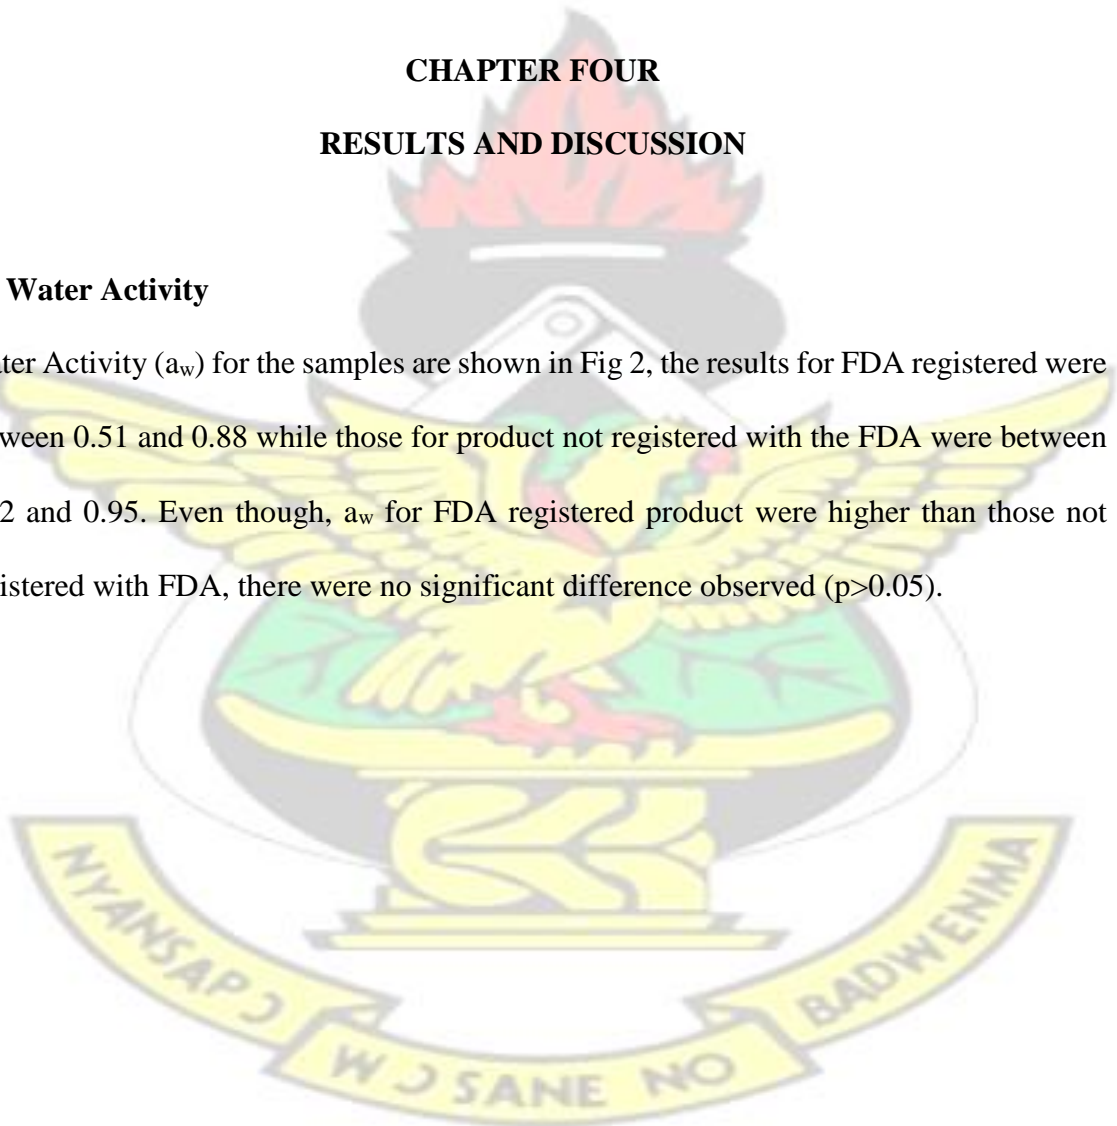 CHAPTER FOUR
RESULTS AND DISCUSSION
Water Activity
ter Activity (aw) for the samples are shown in Fig 2, the results for FDA registered were
ween 0.51 and 0.88 while those for product not registered with the FDA were between
2 and 0.95. Even though, aw for FDA registered product were higher than those not
istered with FDA, there were no significant difference observed (p>0.05).
NYANSAPƆ
WƆ SANE NO
BADWENMA